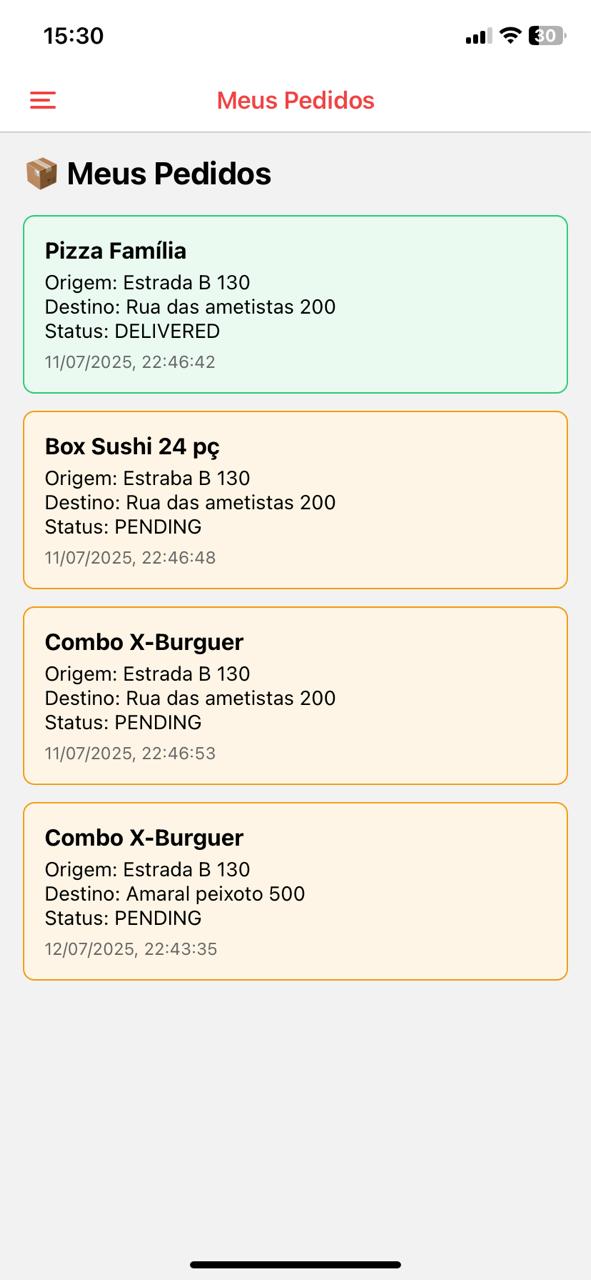 15:30
30
Meus Pedidos
📦 Meus Pedidos
Pizza Família
Origem: Estrada B 130
Destino: Rua das ametistas 200
Status: DELIVERED
11/07/2025, 22:46:42
Box Sushi 24 pç
Origem: Estraba B 130
Destino: Rua das ametistas 200
Status: PENDING
11/07/2025, 22:46:48
Combo X-Burguer
Origem: Estrada B 130
Destino: Rua das ametistas 200
Status: PENDING
11/07/2025, 22:46:53
Combo X-Burguer
Origem: Estrada B 130
Destino: Amaral peixoto 500
Status: PENDING
12/07/2025, 22:43:35